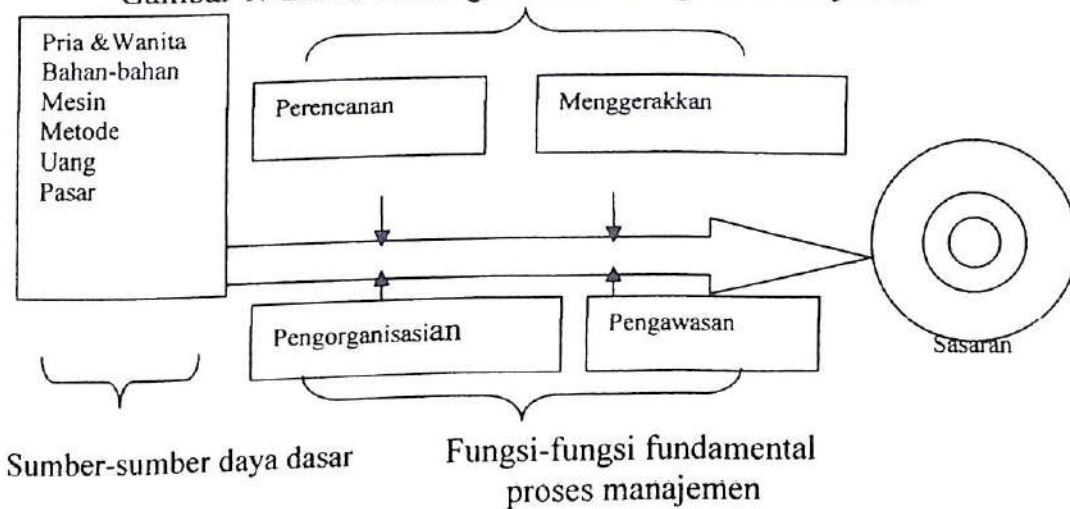 Pria & Wanita
Bahan-bahan
Mesin
Metode
Uang
Pasar
Perencanan
Menggerakkan
Pengorganisasian
Pengawasan
Sasaran
Sumber-sumber daya dasar
Fungsi-fungsi fundamental
proses manajemen